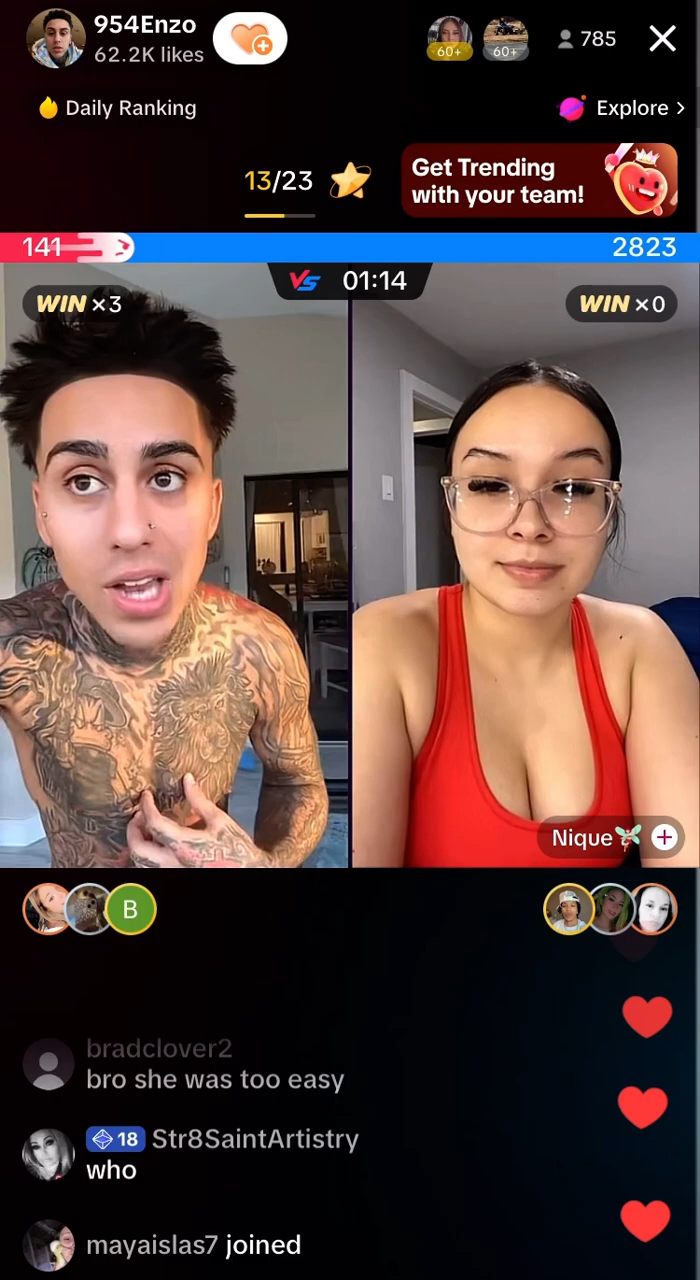 954Enzo
62.2K likes
60+
60+
785
Daily Ranking
Explore >
13/23
Get Trending
with your team!
141
2823
VS 01:14
WIN ×3
WIN ×0
Nique
B
bradclover2
bro she was too easy
18 Str8SaintArtistry
who
mayaislas7 joined